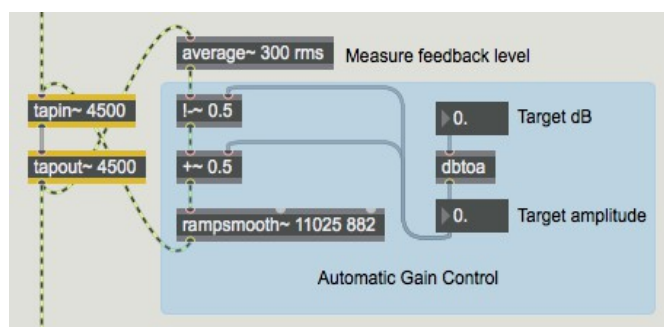 average~ 300 rms
Measure feedback level
tapin~ 4500
!-~ 0.5
0.
Target dB
tapout~ 4500
+~ 0.5
dbtoa
rampsmooth~ 11025 882
0.
Target amplitude
Automatic Gain Control